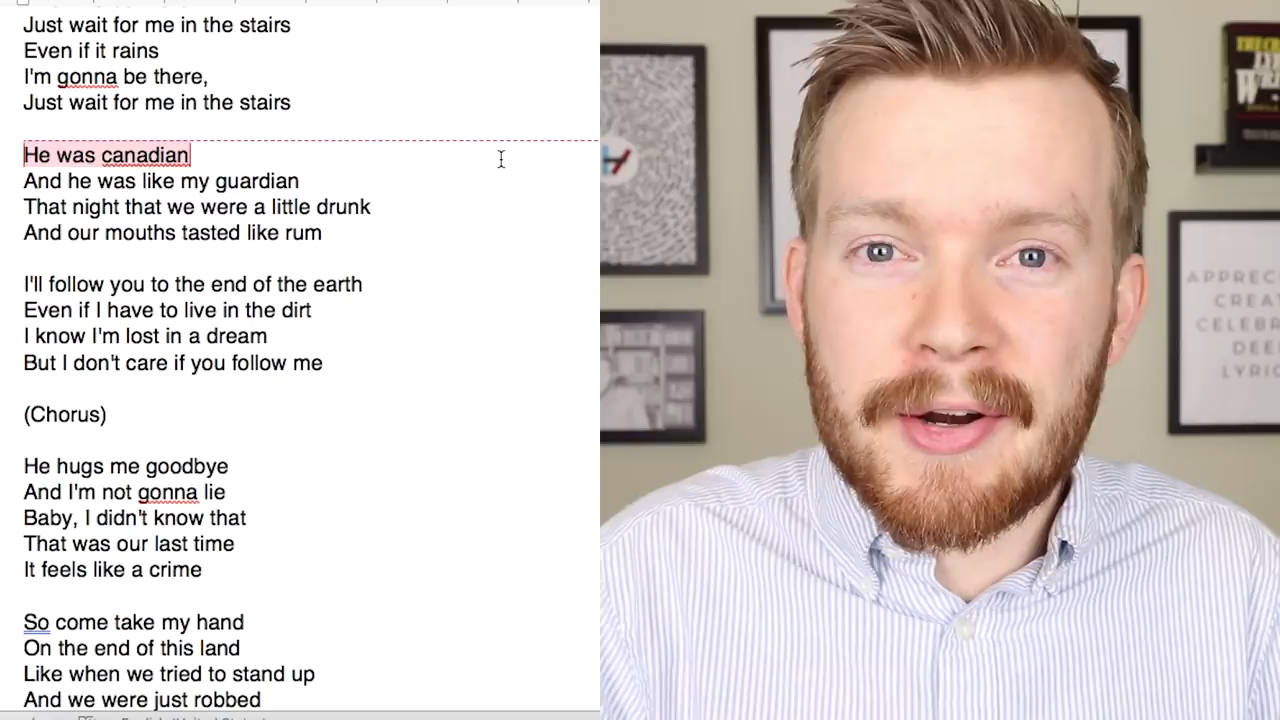 Just wait for me in the stairs
Even if it rains
I'm gonna be there,
Just wait for me in the stairs
He was canadian
And he was like my guardian
That night that we were a little drunk
And our mouths tasted like rum
I'll follow you to the end of the earth
Even if I have to live in the dirt
I know I'm lost in a dream
But I don't care if you follow me
(Chorus)
He hugs me goodbye
And I'm not gonna lie
Baby, I didn't know that
That was our last time
It feels like a crime
So come take my hand
On the end of this land
Like when we tried to stand up
And we were just robbed
APPREC
CREA
CELEBR
DEE
LYRIC